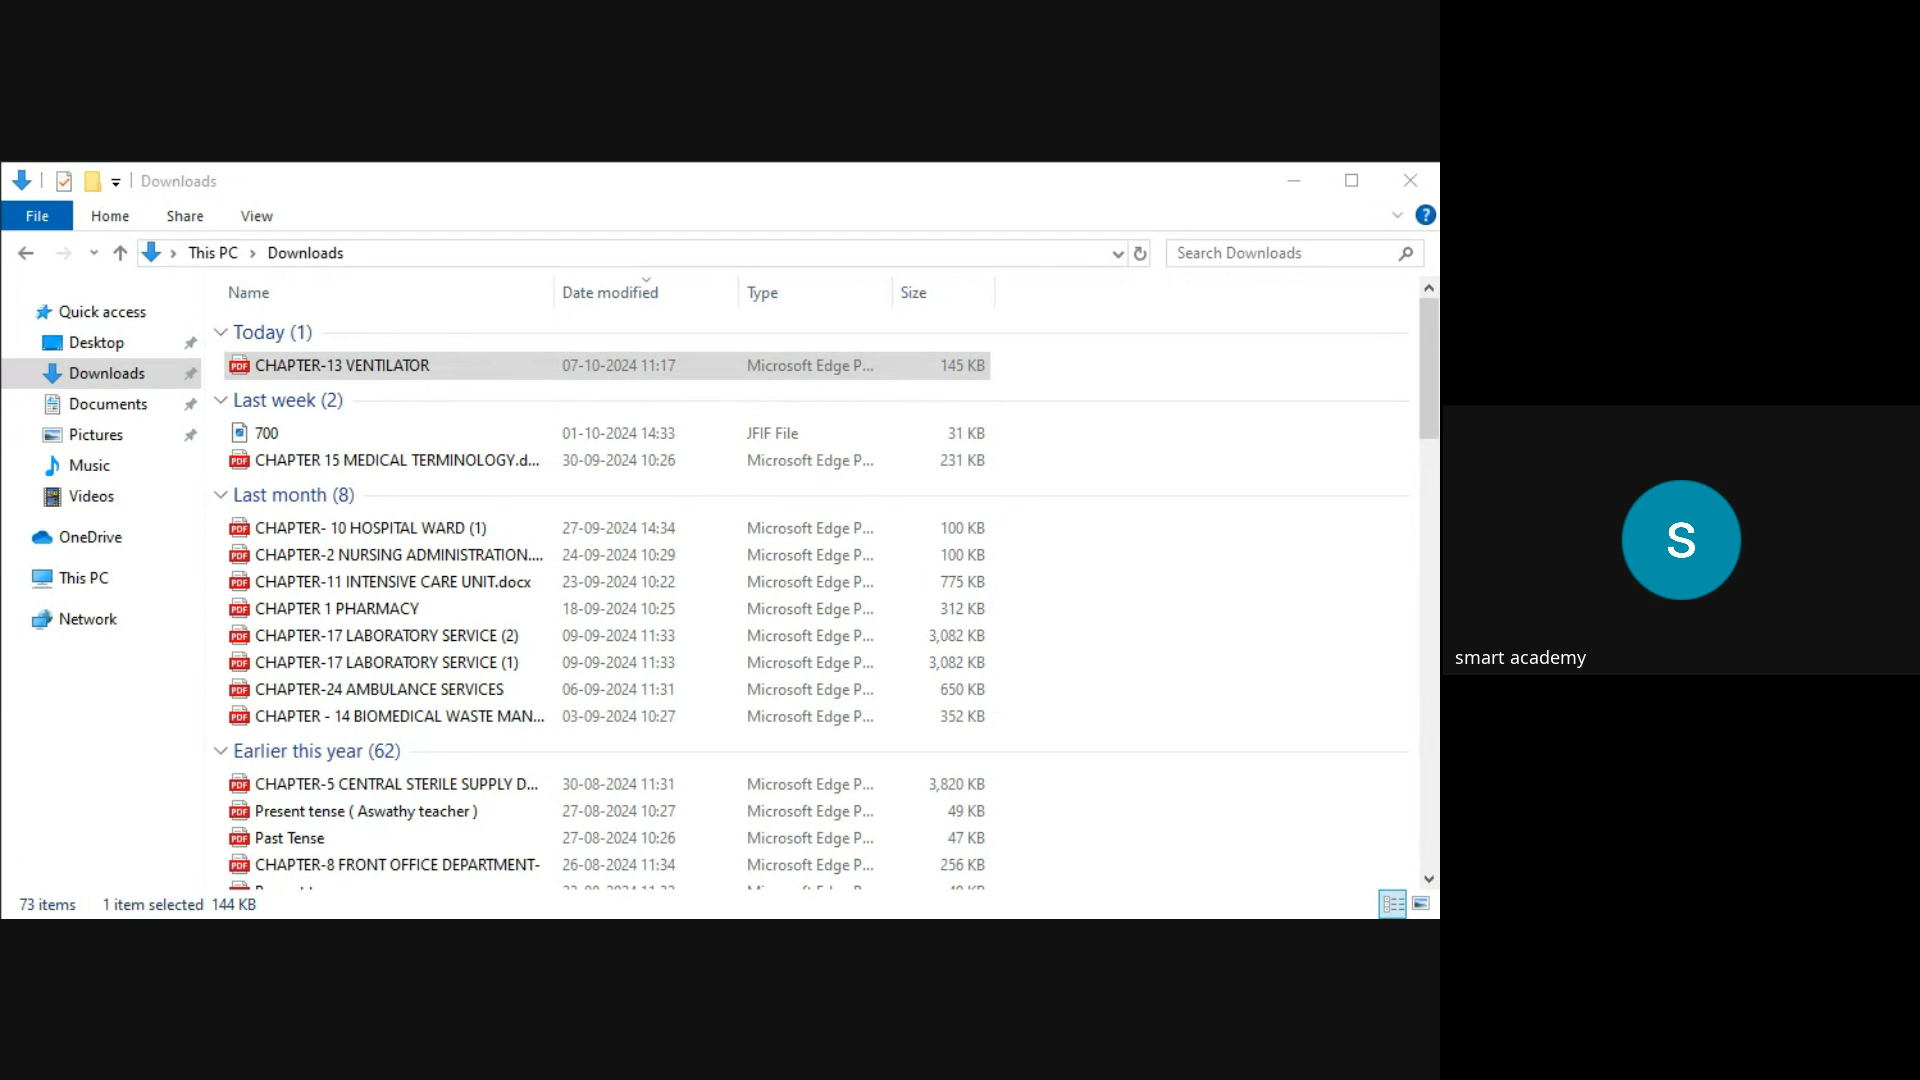 Downloads
File Home Share View
This PC Downloads Search Downloads
Name Date modified Type Size
Quick access
Desktop
Downloads
Documents
Pictures
Music
Videos
OneDrive
This PC
Network
Today (1)
CHAPTER-13 VENTILATOR 07-10-2024 11:17 Microsoft Edge P... 145 KB
Last week (2)
700 01-10-2024 14:33 JFIF File 31 KB
CHAPTER 15 MEDICAL TERMINOLOGY.d... 30-09-2024 10:26 Microsoft Edge P... 231 KB
Last month (8)
CHAPTER- 10 HOSPITAL WARD (1) 27-09-2024 14:34 Microsoft Edge P... 100 KB
CHAPTER-2 NURSING ADMINISTRATION.... 24-09-2024 10:29 Microsoft Edge P... 100 KB
CHAPTER-11 INTENSIVE CARE UNIT.docx 23-09-2024 10:22 Microsoft Edge P... 775 KB
CHAPTER 1 PHARMACY 18-09-2024 10:25 Microsoft Edge P... 312 KB
CHAPTER-17 LABORATORY SERVICE (2) 09-09-2024 11:33 Microsoft Edge P... 3,082 KB
CHAPTER-17 LABORATORY SERVICE (1) 09-09-2024 11:33 Microsoft Edge P... 3,082 KB
CHAPTER-24 AMBULANCE SERVICES 06-09-2024 11:31 Microsoft Edge P... 650 KB
CHAPTER - 14 BIOMEDICAL WASTE MAN... 03-09-2024 10:27 Microsoft Edge P... 352 KB
Earlier this year (62)
CHAPTER-5 CENTRAL STERILE SUPPLY D... 30-08-2024 11:31 Microsoft Edge P... 3,820 KB
Present tense ( Aswathy teacher ) 27-08-2024 10:27 Microsoft Edge P... 49 KB
Past Tense 27-08-2024 10:26 Microsoft Edge P... 47 KB
CHAPTER-8 FRONT OFFICE DEPARTMENT- 26-08-2024 11:34 Microsoft Edge P... 256 KB
73 items 1 item selected 144 KB
S
smart academy